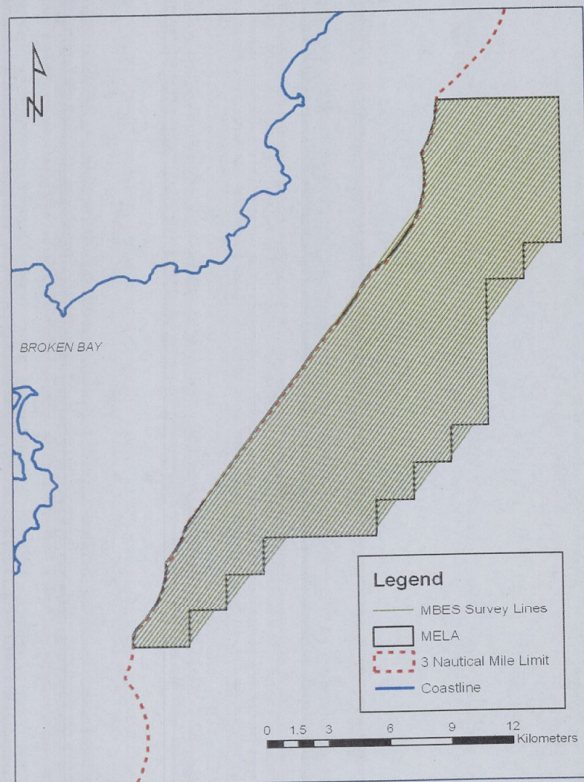 N
BROKEN BAY
Legend
MBES Survey Lines
MELA
3 Nautical Mile Limit
Coastline
0 1.5 3 6 9 12
Kilometers